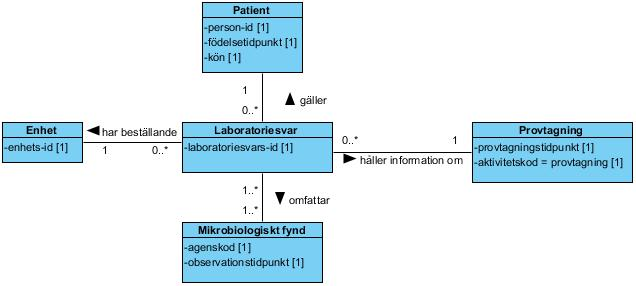 Patient
-person-id [1]
-födelsetidpunkt [1]
-kön [1]
1
gäller
0..*
Enhet
-enhets-id [1]
har beställande
1
0..*
Laboratoriesvar
-laboratoriesvars-id [1]
0..*
1
håller information om
Provtagning
-provtagningstidpunkt [1]
-aktivitetskod = provtagning [1]
1..*
omfattar
1..*
Mikrobiologiskt fynd
-agenskod [1]
-observationstidpunkt [1]